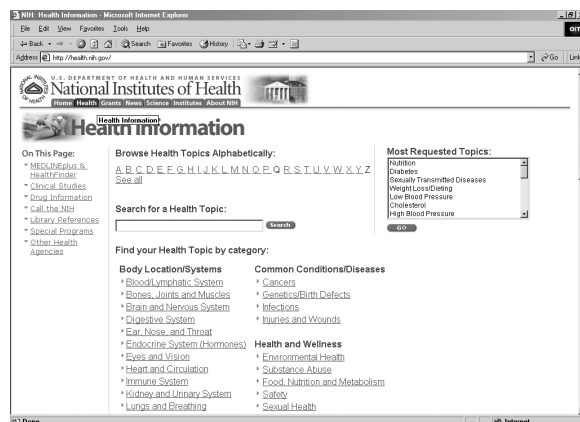 NIH: Health Information - Microsoft Internet Explorer
File Edit View Favorites Tools Help
Back Search Favorites History
Address http://health.nih.gov/ Go Link
U.S. DEPARTMENT OF HEALTH AND HUMAN SERVICES
National Institutes of Health
Home Health Grants News Science Institutes About NIH
Health Information
Health Information
On This Page:
MEDLINEplus &
HealthFinder
Clinical Studies
Drug Information
Call the NIH
Library References
Special Programs
Other Health
Agencies
Browse Health Topics Alphabetically:
A B C D E F G H I J K L M N O P Q R S T U V W X Y Z
See all
Search for a Health Topic:
Search
Most Requested Topics:
Nutrition
Diabetes
Sexually Transmitted Diseases
Weight Loss/Dieting
Low Blood Pressure
Cholesterol
High Blood Pressure
GO
Find your Health Topic by category:
Body Location/Systems
Blood/Lymphatic System
Bones, Joints and Muscles
Brain and Nervous System
Digestive System
Ear, Nose, and Throat
Endocrine System (Hormones)
Eyes and Vision
Heart and Circulation
Immune System
Kidney and Urinary System
Lungs and Breathing
Common Conditions/Diseases
Cancers
Genetics/Birth Defects
Infections
Injuries and Wounds
Health and Wellness
Environmental Health
Substance Abuse
Food, Nutrition and Metabolism
Safety
Sexual Health
Done Internet